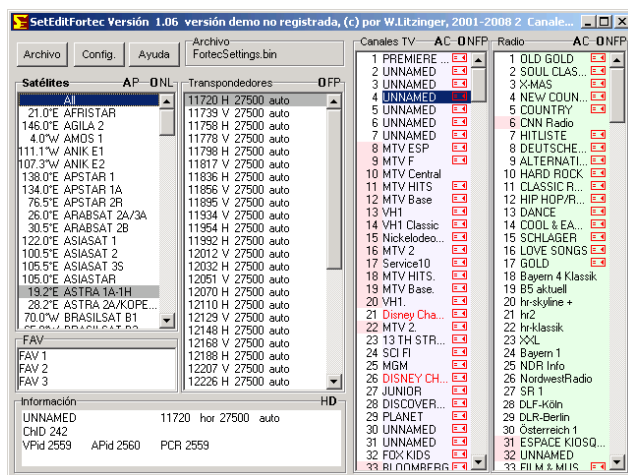 SetEditFortec Versión 1.06 versión demo no registrada, (c) por W.Litzinger, 2001-2008 2 Canale...
Archivo
Config.
Ayuda
Archivo
FortecSettings.bin
Satélites AP-ONL
All
21.0°E AFRISTAR
146.0°E AGILA 2
4.0°W AMOS 1
111.1°W ANIK E1
107.3°W ANIK E2
138.0°E APSTAR 1
134.0°E APSTAR 1A
76.5°E APSTAR 2R
26.0°E ARABSAT 2A/3A
30.5°E ARABSAT 2B
122.0°E ASIASAT 1
100.5°E ASIASAT 2
105.5°E ASIASAT 3S
105.0°E ASIASTAR
19.2°E ASTRA 1A-1H
28.2°E ASTRA 2A/KOPE...
70.0°W BRASILSAT B1
FAV
FAV 1
FAV 2
FAV 3
Transpondedores OFP
11720 H 27500 auto
11739 V 27500 auto
11758 H 27500 auto
11778 V 27500 auto
11798 H 27500 auto
11817 V 27500 auto
11836 H 27500 auto
11856 V 27500 auto
11895 V 27500 auto
11934 V 27500 auto
11954 H 27500 auto
11992 H 27500 auto
12012 V 27500 auto
12032 H 27500 auto
12051 V 27500 auto
12070 H 27500 auto
12110 H 27500 auto
12129 V 27500 auto
12148 H 27500 auto
12168 V 27500 auto
12188 H 27500 auto
12207 V 27500 auto
12226 H 27500 auto
Información HD-
UNNAMED 11720 hor 27500 auto
ChID 242
VPid 2559 APid 2560 PCR 2559
Canales TV AC-ONFP
1 PREMIERE ...
2 UNNAMED
3 UNNAMED
4 UNNAMED
5 UNNAMED
6 UNNAMED
7 UNNAMED
8 MTV ESP
9 MTV F
10 MTV Central
11 MTV HITS
12 MTV Base
13 VH1
14 VH1 Classic
15 Nickelodeo...
16 MTV 2
17 Service10
18 MTV HITS.
19 MTV Base.
20 VH1.
21 Disney Cha...
22 MTV 2.
23 13 TH STR...
24 SCI FI
25 MGM
26 DISNEY CH...
27 JUNIOR
28 DISCOVER...
29 PLANET
30 UNNAMED
31 UNNAMED
32 FOX KIDS
33 BLOOMBERG
Radio AC-ONFP
1 OLD GOLD
2 SOUL CLAS...
3 X-MAS
4 NEW COUN...
5 COUNTRY
6 CNN Radio
7 HITLISTE
8 DEUTSCHE...
9 ALTERNATI...
10 HARD ROCK
11 CLASSIC R...
12 HIP HOP/R...
13 DANCE
14 COOL & EA...
15 SCHLAGER
16 LOVE SONGS
17 GOLD
18 Bayern 4 Klassik
19 B5 aktuell
20 hr-skyline +
21 hr2
22 hr-klassik
23 XXL
24 Bayern 1
25 NDR Info
26 NordwestRadio
27 SR 1
28 DLF-Köln
29 DLR-Berlin
30 Österreich 1
31 ESPACE KIOSQ...
32 UNNAMED
33 FILM & MUS...